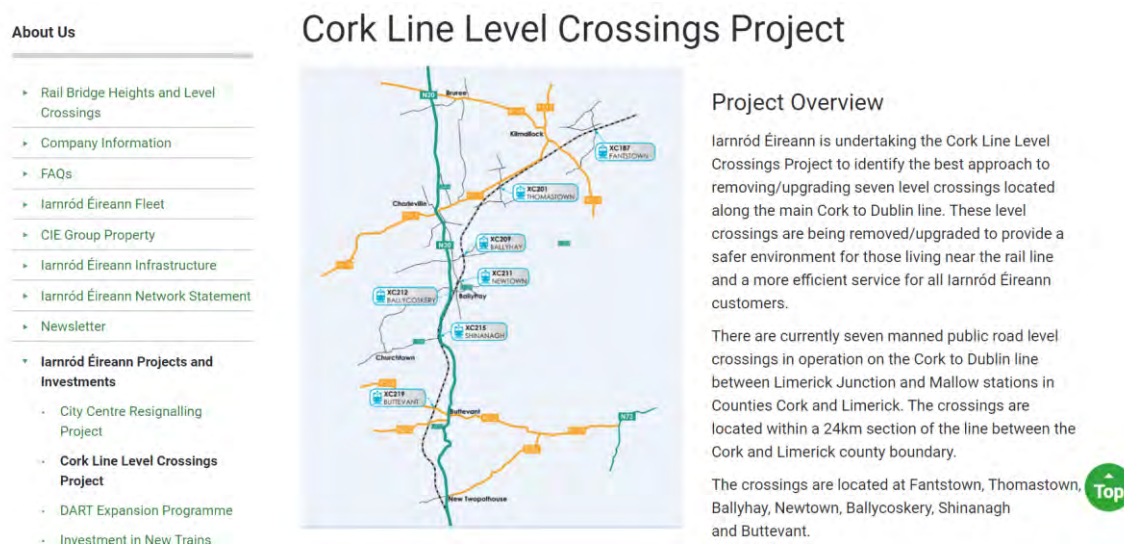 About Us
Rail Bridge Heights and Level
Crossings
Company Information
FAQs
Iarnród Éireann Fleet
CIE Group Property
Iarnród Éireann Infrastructure
Iarnród Éireann Network Statement
Newsletter
Iarnród Éireann Projects and
Investments
City Centre Resignalling
Project
Cork Line Level Crossings
Project
DART Expansion Programme
Investment in New Trains
Cork Line Level Crossings Project
N20
Bruree
Kilmallock
XC187
FANTSTOWN
XC201
THOMASTOWN
Charleville
XC209
BALLYHAY
N20
XC211
NEWTOWN
XC212
BALLYCOSKERY
BallyHay
XC215
SHINANAGH
Churchtown
XC219
BUTTEVANT
Buttevant
N73
New Twopothouse
Project Overview
Iarnród Éireann is undertaking the Cork Line Level
Crossings Project to identify the best approach to
removing/upgrading seven level crossings located
along the main Cork to Dublin line. These level
crossings are being removed/upgraded to provide a
safer environment for those living near the rail line
and a more efficient service for all Iarnród Éireann
customers.
There are currently seven manned public road level
crossings in operation on the Cork to Dublin line
between Limerick Junction and Mallow stations in
Counties Cork and Limerick. The crossings are
located within a 24km section of the line between the
Cork and Limerick county boundary.
The crossings are located at Fantstown, Thomastown,
Ballyhay, Newtown, Ballycoskery, Shinanagh
and Buttevant.
Top